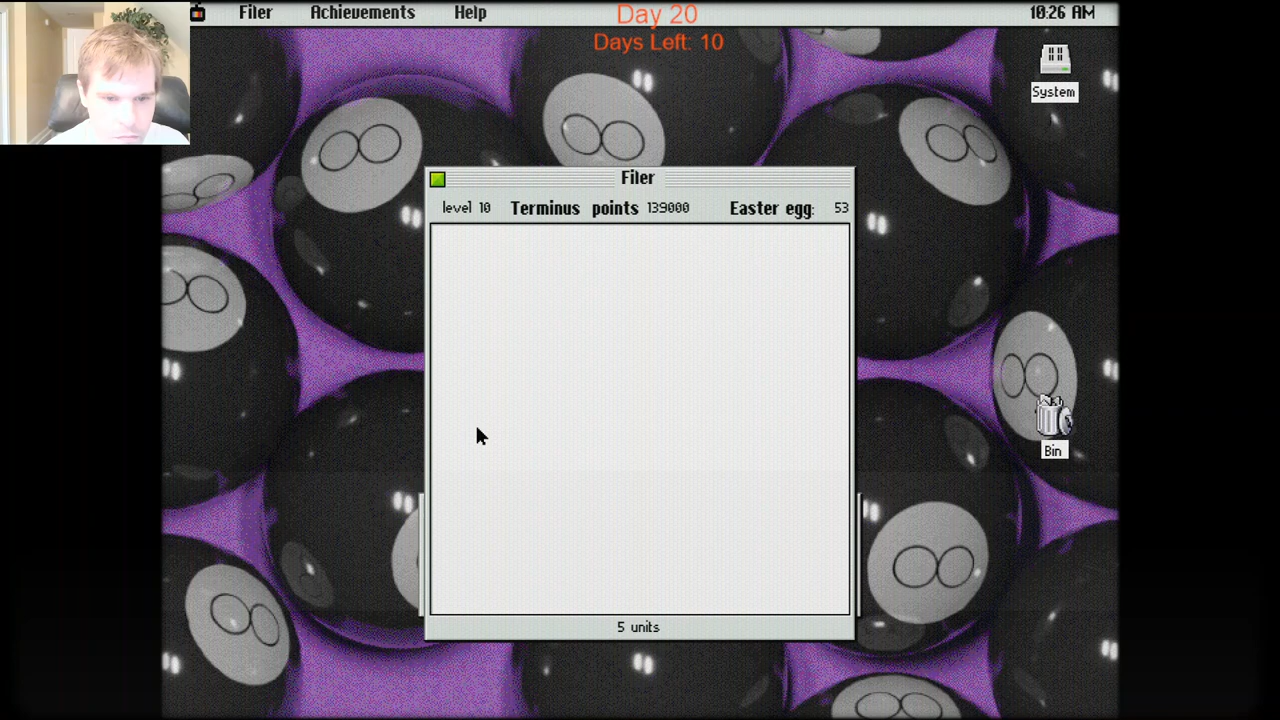 Filer Achievements Help Day 20 10:26 AM
Days Left: 10
System
Filer
level 10 Terminus points 139000 Easter egg: 53
Bin
5 units